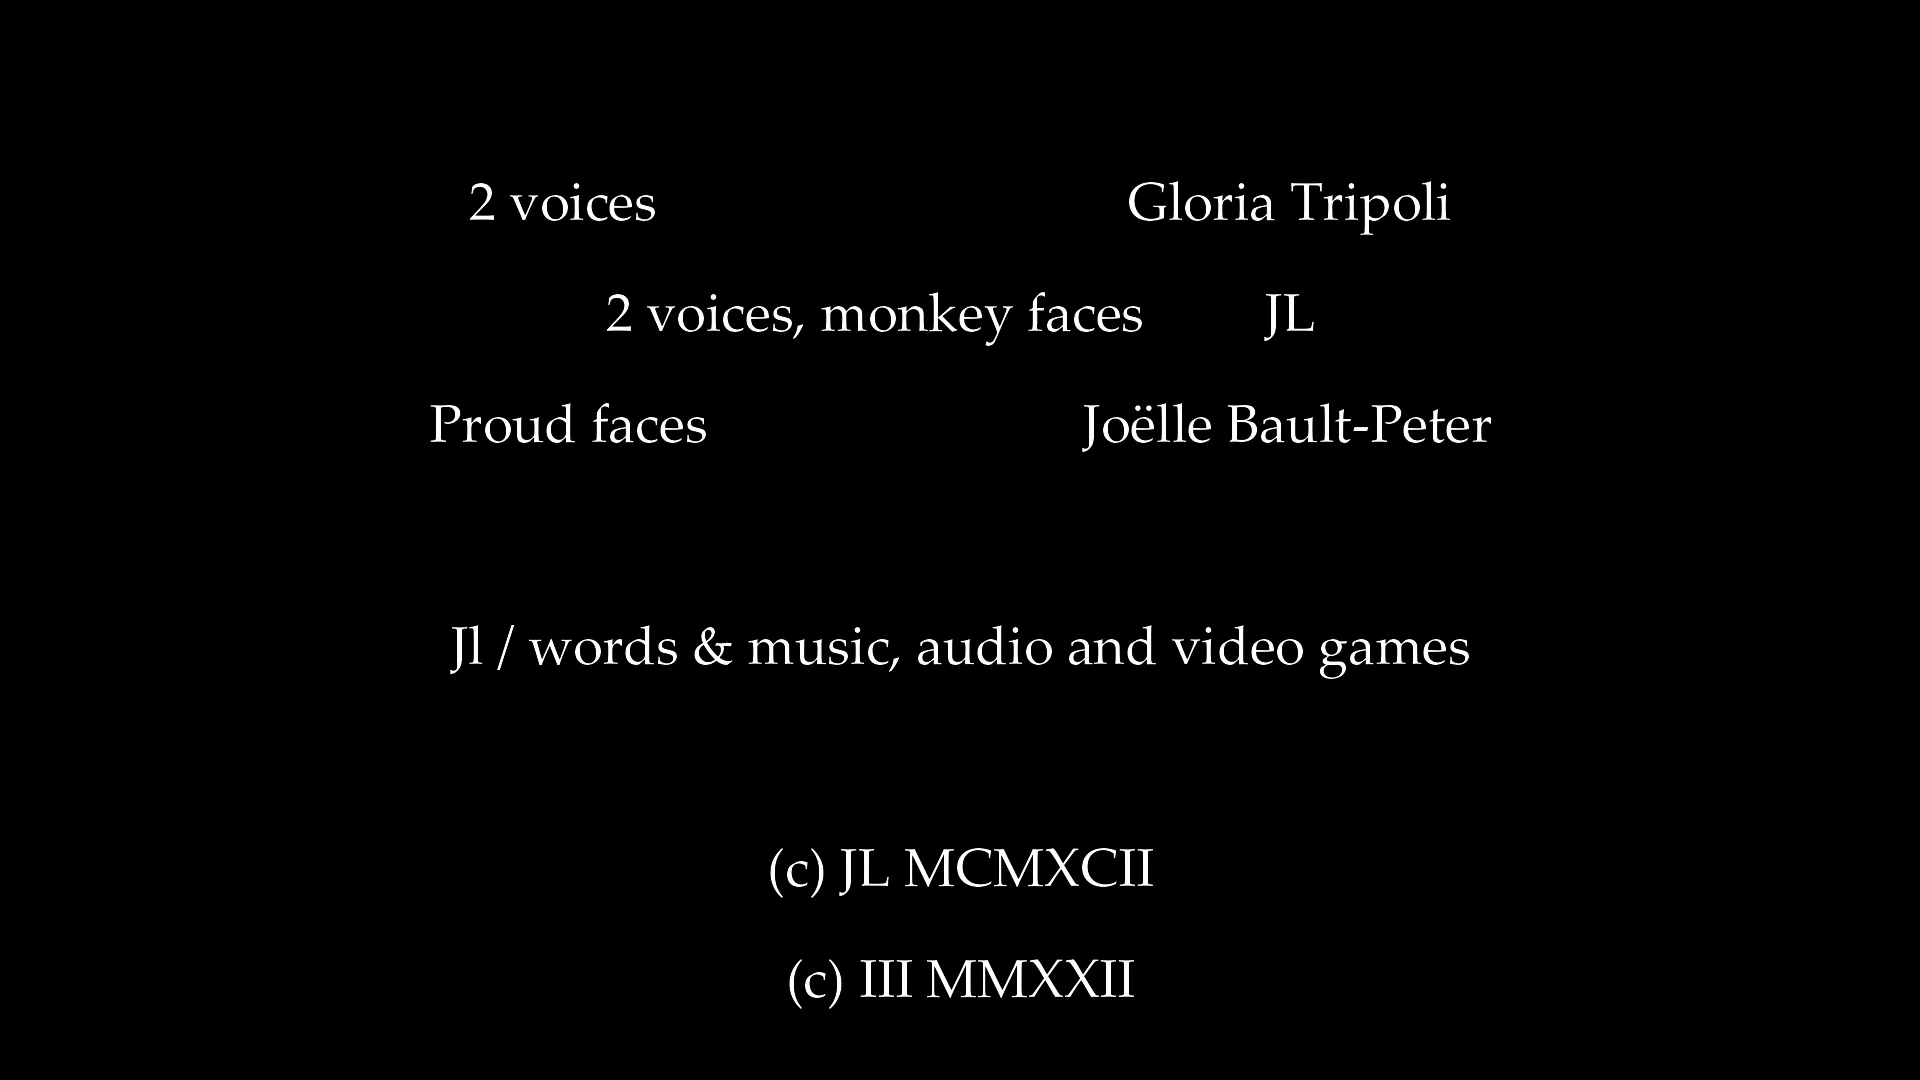 2 voices Gloria Tripoli
2 voices, monkey faces JL
Proud faces Joëlle Bault-Peter
Jl / words & music, audio and video games
(c) JL MCMXCII
(c) III MMXXII